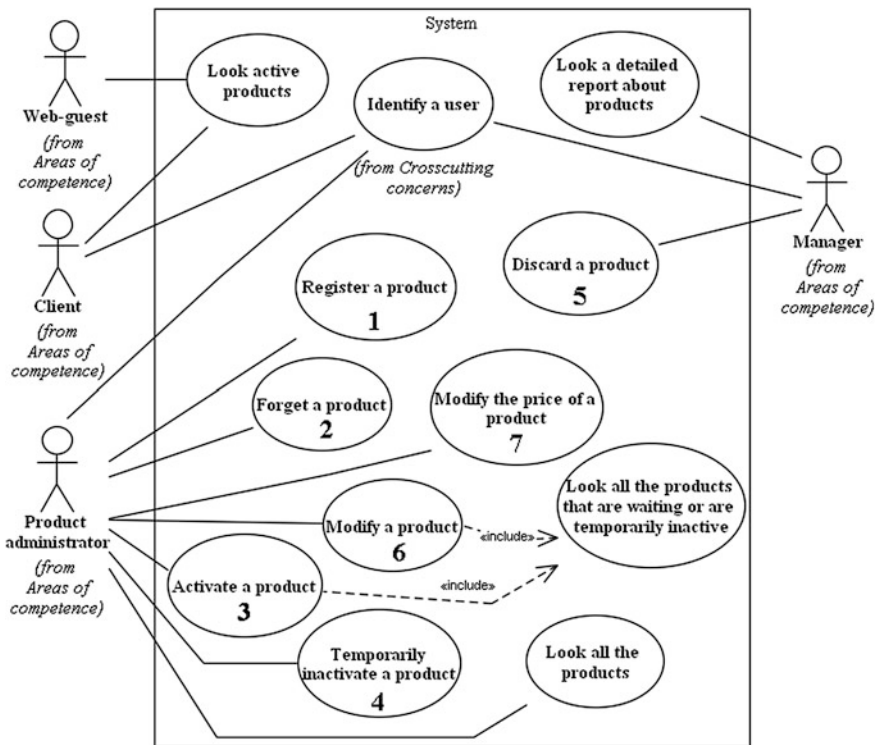 System
Look active
products
Web-guest
(from
Areas of
competence)
Identify a user
(from Crosscutting
concerns)
Look a detailed
report about
products
Manager
(from
Areas of
competence)
Client
(from
Areas of
competence)
Register a product
1
Discard a product
5
Forget a product
2
Modify the price of a
product
7
Product
administrator
(from
Areas of
competence)
Modify a product
6
«include»
Look all the products
that are waiting or are
temporarily inactive
Activate a product
3
«include»
Temporarily
inactivate a product
4
Look all the
products